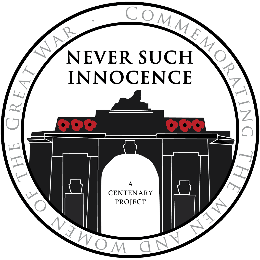 COMMEMORATING THE MEN AND WOMEN OF THE GREAT WAR ·
NEVER SUCH
INNOCENCE
A
CENTENARY
PROJECT